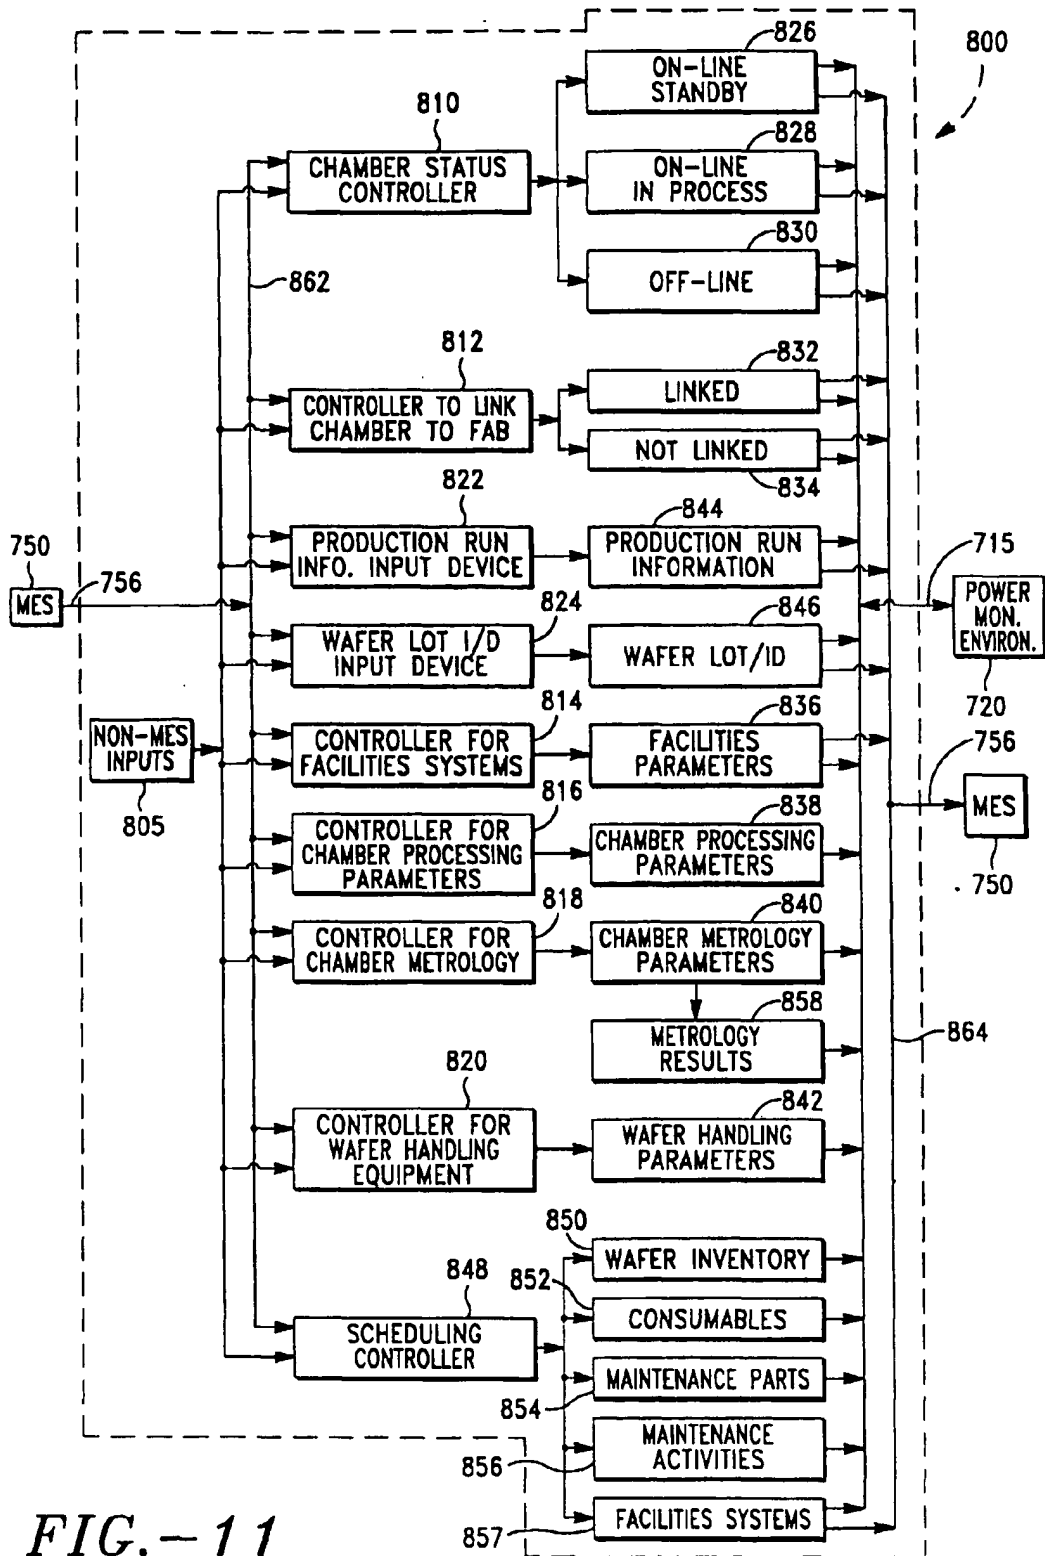 826
800
ON-LINE
STANDBY
810
828
CHAMBER STATUS
CONTROLLER
ON-LINE
IN PROCESS
830
862
OFF-LINE
812
832
CONTROLLER TO LINK
CHAMBER TO FAB
LINKED
NOT LINKED
834
822
844
750
756
PRODUCTION RUN
INFO. INPUT DEVICE
PRODUCTION RUN
INFORMATION
715
MES
POWER
MON.
ENVIRON.
720
824
846
WAFER LOT I/D
INPUT DEVICE
WAFER LOT/ID
814
836
NON-MES
INPUTS
805
CONTROLLER FOR
FACILITIES SYSTEMS
FACILITIES
PARAMETERS
756
MES
750
816
838
CONTROLLER FOR
CHAMBER PROCESSING
PARAMETERS
CHAMBER PROCESSING
PARAMETERS
818
840
CONTROLLER FOR
CHAMBER METROLOGY
CHAMBER METROLOGY
PARAMETERS
858
METROLOGY
RESULTS
864
820
842
CONTROLLER FOR
WAFER HANDLING
EQUIPMENT
WAFER HANDLING
PARAMETERS
850
WAFER INVENTORY
848
852
SCHEDULING
CONTROLLER
CONSUMABLES
MAINTENANCE PARTS
854
MAINTENANCE
ACTIVITIES
856
FACILITIES SYSTEMS
857
FIG.-11